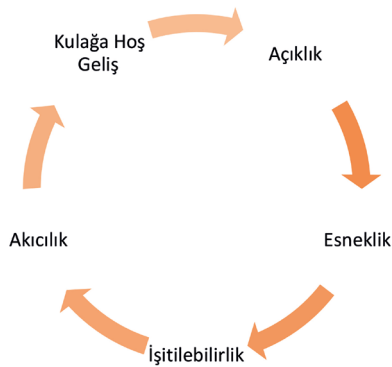 Kulağa Hoş
Geliş
Açıklık
Esneklik
İşitilebilirlik
Akıcılık